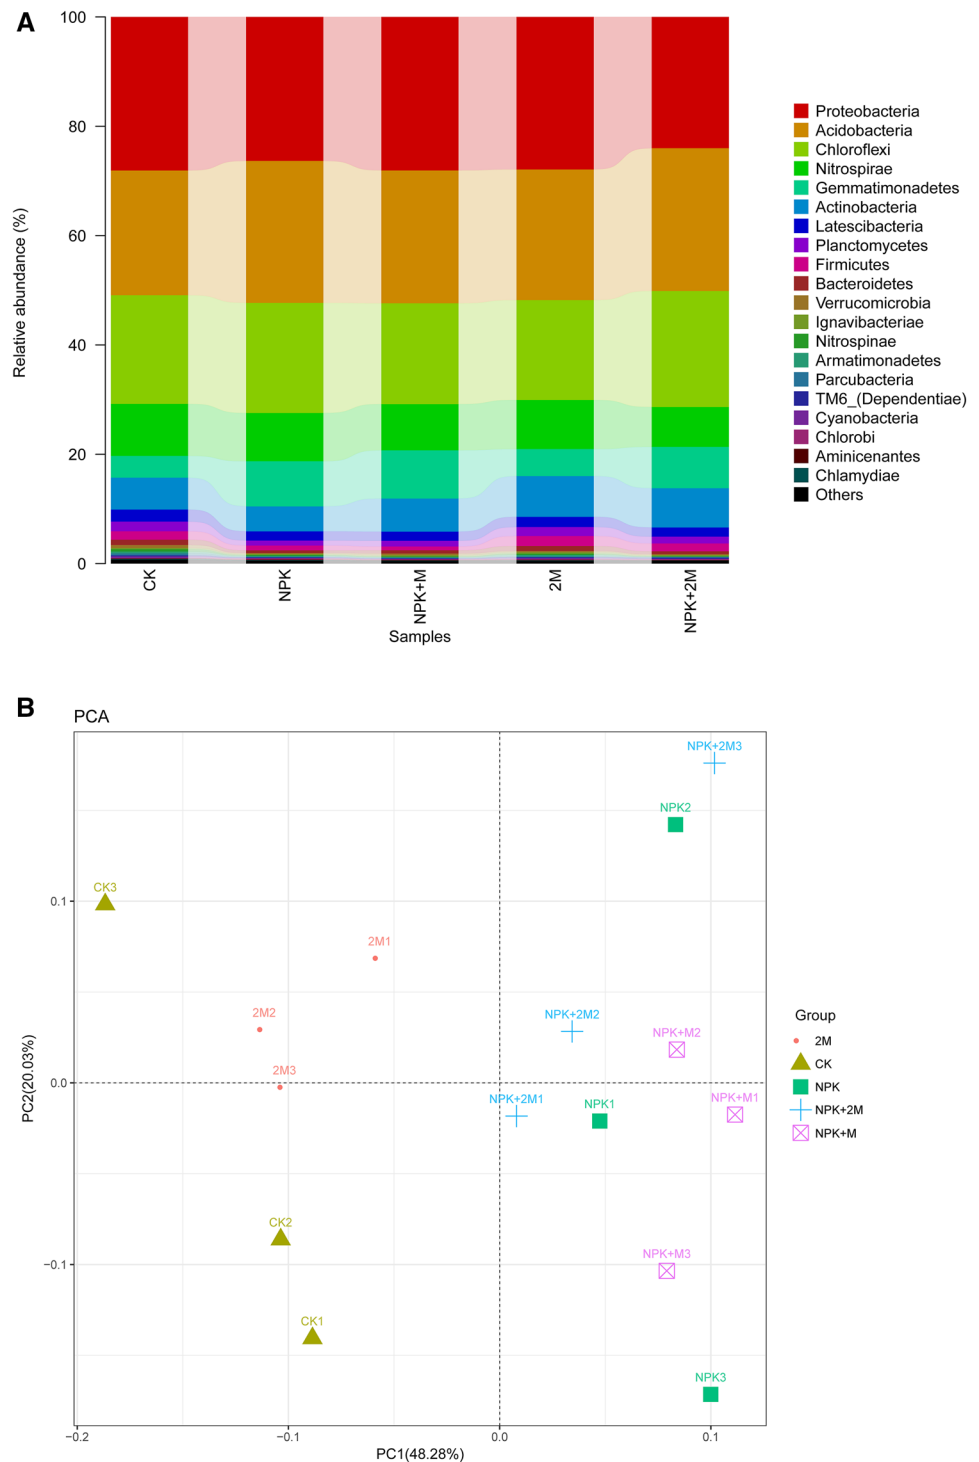 A
100
80
60
40
20
0
Relative abundance (%)
CK
NPK
NPK+M
2M
NPK+2M
Samples
Proteobacteria
Acidobacteria
Chloroflexi
Nitrospirae
Gemmatimonadetes
Actinobacteria
Latescibacteria
Planctomycetes
Firmicutes
Bacteroidetes
Verrucomicrobia
Ignavibacteriae
Nitrospinae
Armatimonadetes
Parcubacteria
TM6_(Dependentiae)
Cyanobacteria
Chlorobi
Aminicenantes
Chlamydiae
Others
B
PCA
NPK+2M3
NPK2
CK3
2M1
2M2
NPK+2M2
NPK+M2
2M3
NPK+2M1
NPK1
NPK+M1
CK2
NPK+M3
CK1
NPK3
0.1
0.0
−0.1
PC2(20.03%)
−0.2
−0.1
0.0
0.1
PC1(48.28%)
Group
2M
CK
NPK
NPK+2M
NPK+M